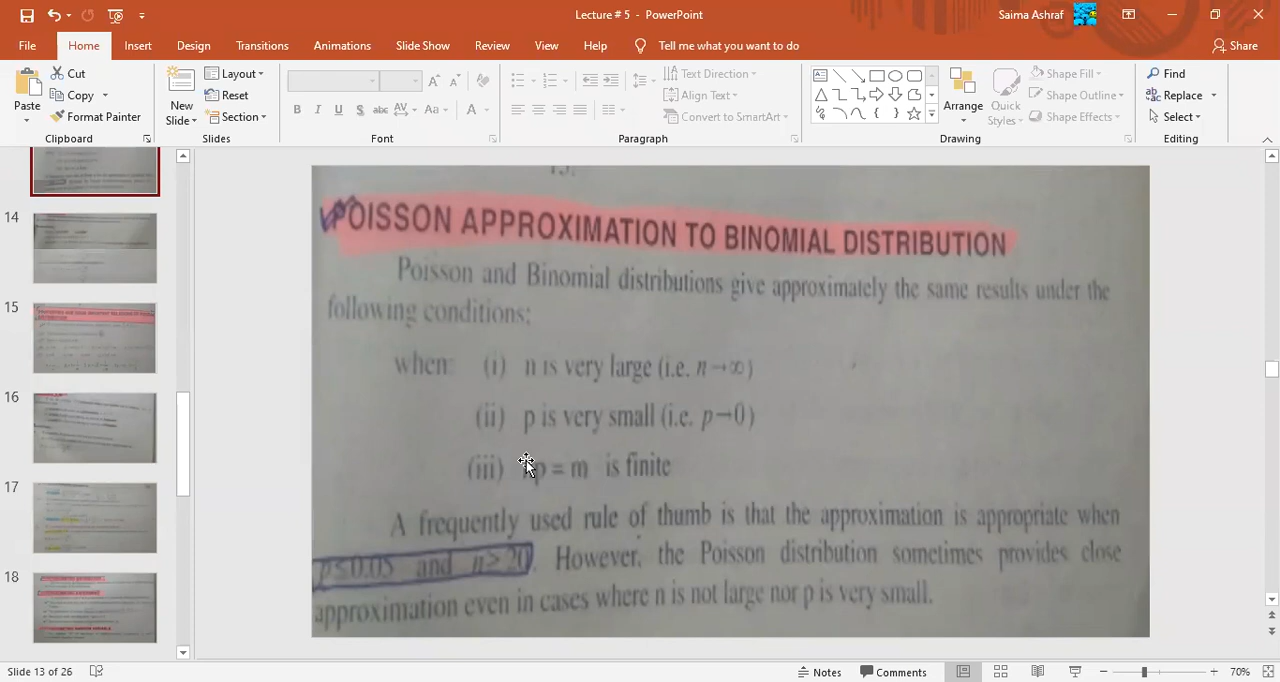 Lecture # 5 - PowerPoint
Saima Ashraf
File Home Insert Design Transitions Animations Slide Show Review View Help Tell me what you want to do Share
Paste
Cut
Copy
Format Painter
Clipboard
New Slide
Layout
Reset
Section
Slides
Font
Text Direction
Align Text
Convert to SmartArt
Paragraph
Arrange
Quick Styles
Shape Fill
Shape Outline
Shape Effects
Drawing
Find
Replace
Select
Editing
14
15
16
17
18
POISSON APPROXIMATION TO BINOMIAL DISTRIBUTION
Poisson and Binomial distributions give approximately the same results under the
following conditions:
when: (i) n is very large (i.e. n→∞)
(ii) p is very small (i.e. p→0)
(iii) = m is finite
A frequently used rule of thumb is that the approximation is appropriate when
p≤0.05 and n≥20. However, the Poisson distribution sometimes provides close
approximation even in cases where n is not large nor p is very small.
Slide 13 of 26
Notes
Comments
70%